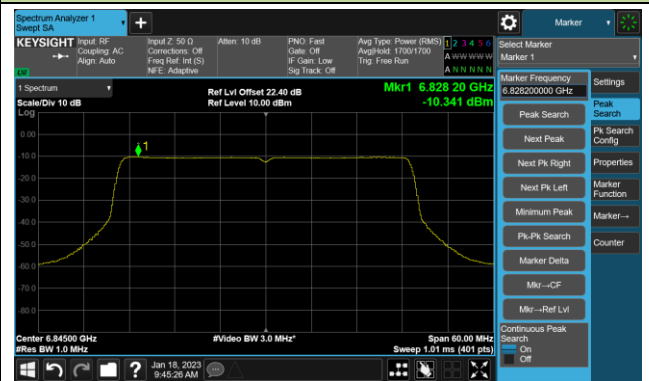 Spectrum Analyzer 1
Swept SA
+
Marker
KEYSIGHT
Input: RF
Coupling: AC
Align: Auto
Input Z: 50 Ω
Corrections: Off
Freq Ref: Int (S)
NFE: Adaptive
Atten: 10 dB
PNO: Fast
Gate: Off
IF Gain: Low
Sig Track: Off
Avg Type: Power (RMS)
Avg|Hold: 1700/1700
Trig: Free Run
1 2 3 4 5 6
A W W W W W
A N N N N N
Select Marker
Marker 1
1 Spectrum
Scale/Div 10 dB
Log
Ref Lvl Offset 22.40 dB
Ref Level 10.00 dBm
Mkr1 6.828 20 GHz
-10.341 dBm
1
0.00
-10.0
-20.0
-30.0
-40.0
-50.0
-60.0
-70.0
-80.0
Center 6.84500 GHz
#Res BW 1.0 MHz
#Video BW 3.0 MHz*
Span 60.00 MHz
Sweep 1.01 ms (401 pts)
Marker Frequency
6.828200000 GHz
Peak Search
Next Peak
Next Pk Right
Next Pk Left
Minimum Peak
Pk-Pk Search
Marker Delta
Mkr→CF
Mkr→Ref Lvl
Continuous Peak
Search
On
Off
Settings
Peak
Search
Pk Search
Config
Properties
Marker
Function
Marker→
Counter
?
Jan 18, 2023
9:45:26 AM